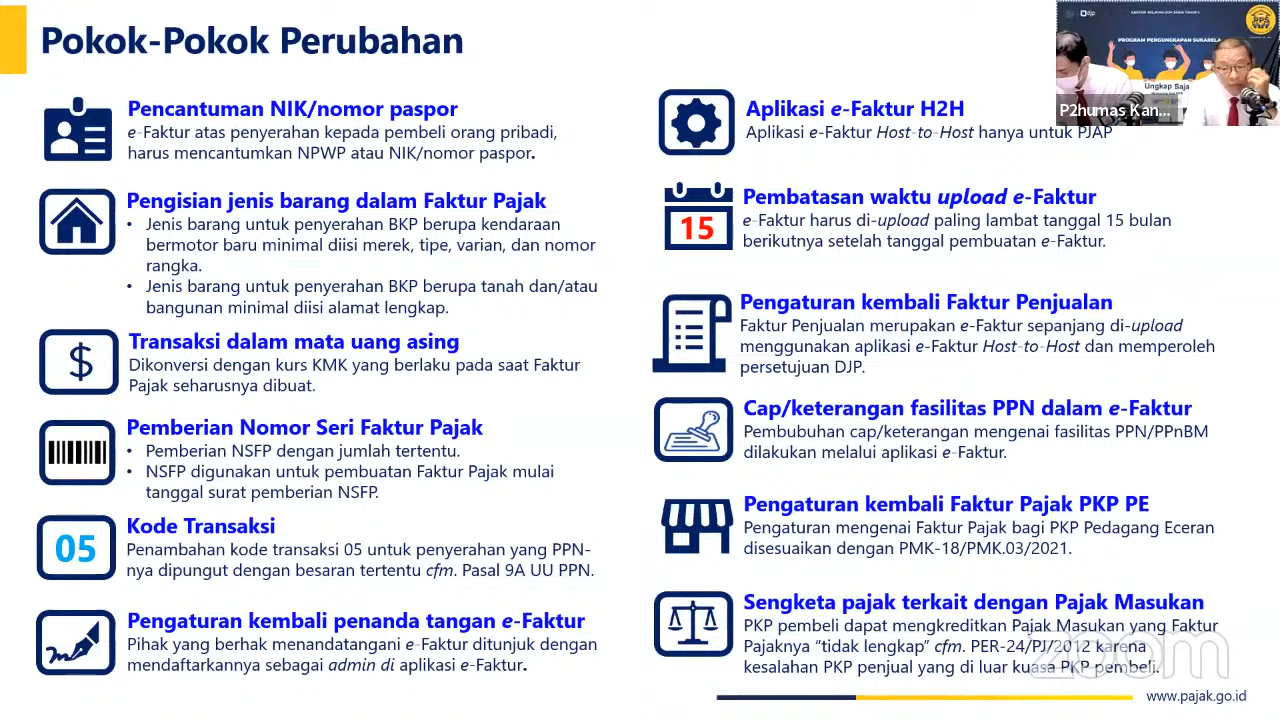 Pokok-Pokok Perubahan
Pencantuman NIK/nomor paspor
e-Faktur atas penyerahan kepada pembeli orang pribadi,
harus mencantumkan NPWP atau NIK/nomor paspor.
Pengisian jenis barang dalam Faktur Pajak
• Jenis barang untuk penyerahan BKP berupa kendaraan
bermotor baru minimal diisi merek, tipe, varian, dan nomor
rangka.
• Jenis barang untuk penyerahan BKP berupa tanah dan/atau
bangunan minimal diisi alamat lengkap.
$
Transaksi dalam mata uang asing
Dikonversi dengan kurs KMK yang berlaku pada saat Faktur
Pajak seharusnya dibuat.
Pemberian Nomor Seri Faktur Pajak
• Pemberian NSFP dengan jumlah tertentu.
• NSFP digunakan untuk pembuatan Faktur Pajak mulai
tanggal surat pemberian NSFP.
05
Kode Transaksi
Penambahan kode transaksi 05 untuk penyerahan yang PPN-
nya dipungut dengan besaran tertentu cfm. Pasal 9A UU PPN.
Pengaturan kembali penanda tangan e-Faktur
Pihak yang berhak menandatangani e-Faktur ditunjuk dengan
mendaftarkannya sebagai admin di aplikasi e-Faktur.
Aplikasi e-Faktur H2H
Aplikasi e-Faktur Host-to-Host hanya untuk PJAP
15
Pembatasan waktu upload e-Faktur
e-Faktur harus di-upload paling lambat tanggal 15 bulan
berikutnya setelah tanggal pembuatan e-Faktur.
Pengaturan kembali Faktur Penjualan
Faktur Penjualan merupakan e-Faktur sepanjang di-upload
menggunakan aplikasi e-Faktur Host-to-Host dan memperoleh
persetujuan DJP.
Cap/keterangan fasilitas PPN dalam e-Faktur
Pembubuhan cap/keterangan mengenai fasilitas PPN/PPnBM
dilakukan melalui aplikasi e-Faktur.
Pengaturan kembali Faktur Pajak PKP PE
Pengaturan mengenai Faktur Pajak bagi PKP Pedagang Eceran
disesuaikan dengan PMK-18/PMK.03/2021.
Sengketa pajak terkait dengan Pajak Masukan
PKP pembeli dapat mengkreditkan Pajak Masukan yang Faktur
Pajaknya “tidak lengkap” cfm. PER-24/PJ/2012 karena
kesalahan PKP penjual yang di luar kuasa PKP pembeli.
zoom
www.pajak.go.id
djp
PPS
PROGRAM PENGUNGKAPAN SUKARELA
Ungkap Saja
P2humas Kan...